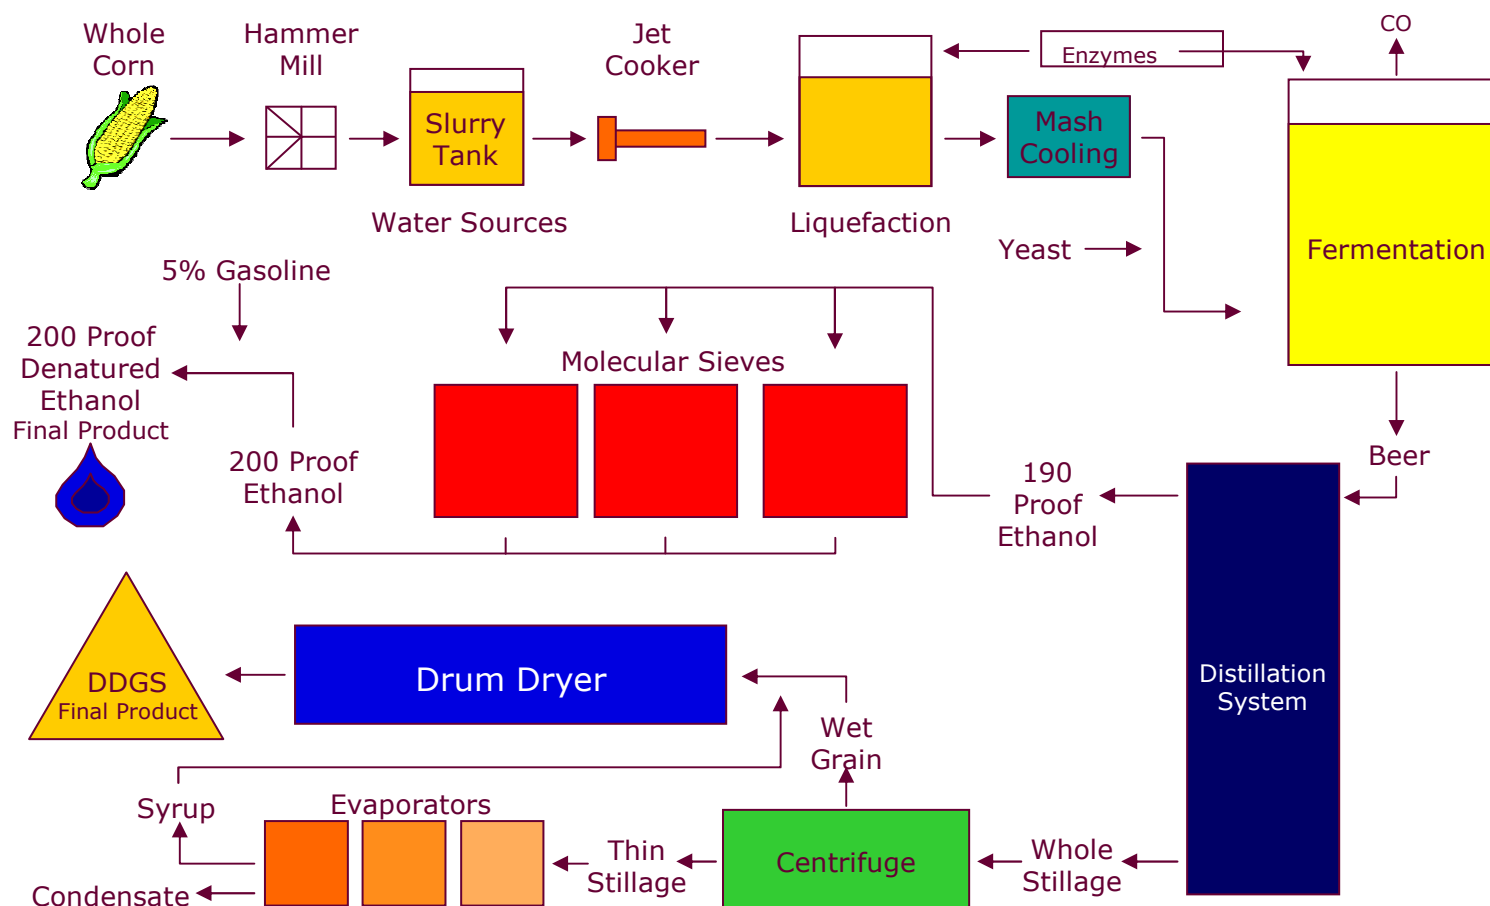 Whole
Corn
Hammer
Mill
Slurry
Tank
Water Sources
Jet
Cooker
Liquefaction
Enzymes
Mash
Cooling
Yeast
CO
Fermentation
Beer
Distillation
System
190
Proof
Ethanol
Molecular Sieves
200 Proof
Ethanol
5% Gasoline
200 Proof
Denatured
Ethanol
Final Product
Whole
Stillage
Centrifuge
Wet
Grain
Thin
Stillage
Evaporators
Syrup
Condensate
Drum Dryer
DDGS
Final Product